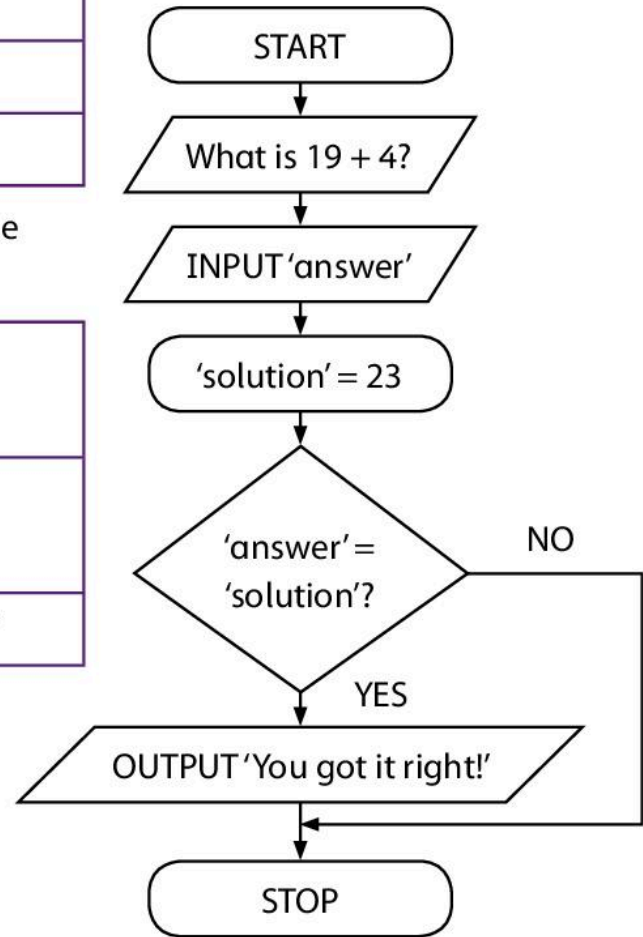 START
What is 19 + 4?
e
INPUT ‘answer’
‘solution’ = 23
‘answer’ =
‘solution’?
NO
YES
OUTPUT ‘You got it right!’
STOP